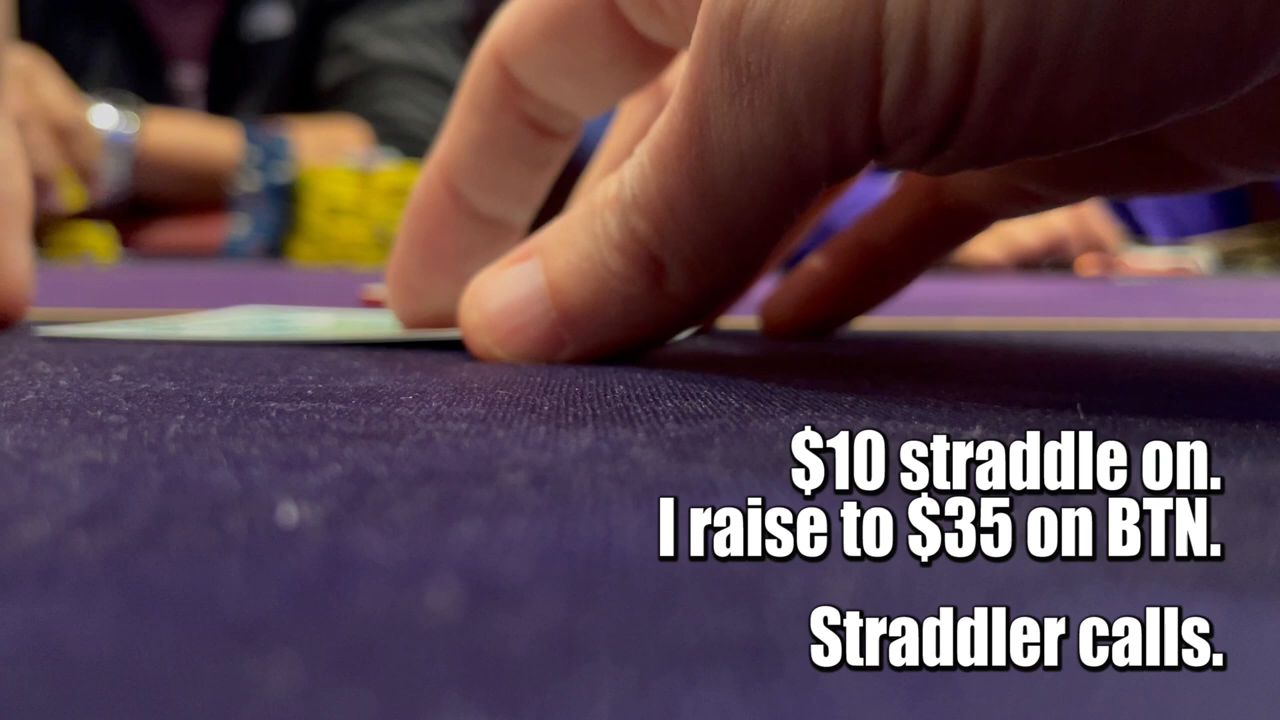 $10 straddle on.
I raise to $35 on BTN.
Straddler calls.